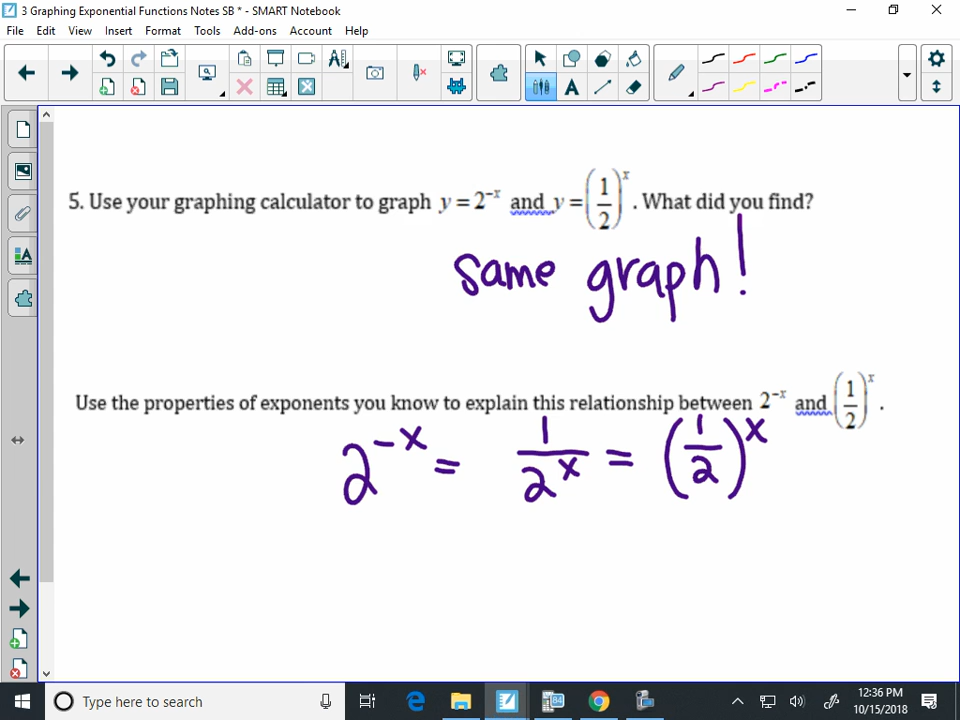 3 Graphing Exponential Functions Notes SB * - SMART Notebook
File Edit View Insert Format Tools Add-ons Account Help
5. Use your graphing calculator to graph y = 2⁻ˣ and y = (1/2)ˣ. What did you find?
same graph!
Use the properties of exponents you know to explain this relationship between 2⁻ˣ and (1/2)ˣ.
2⁻ˣ = 1/2ˣ = (1/2)ˣ
Type here to search
84
12:36 PM
10/15/2018